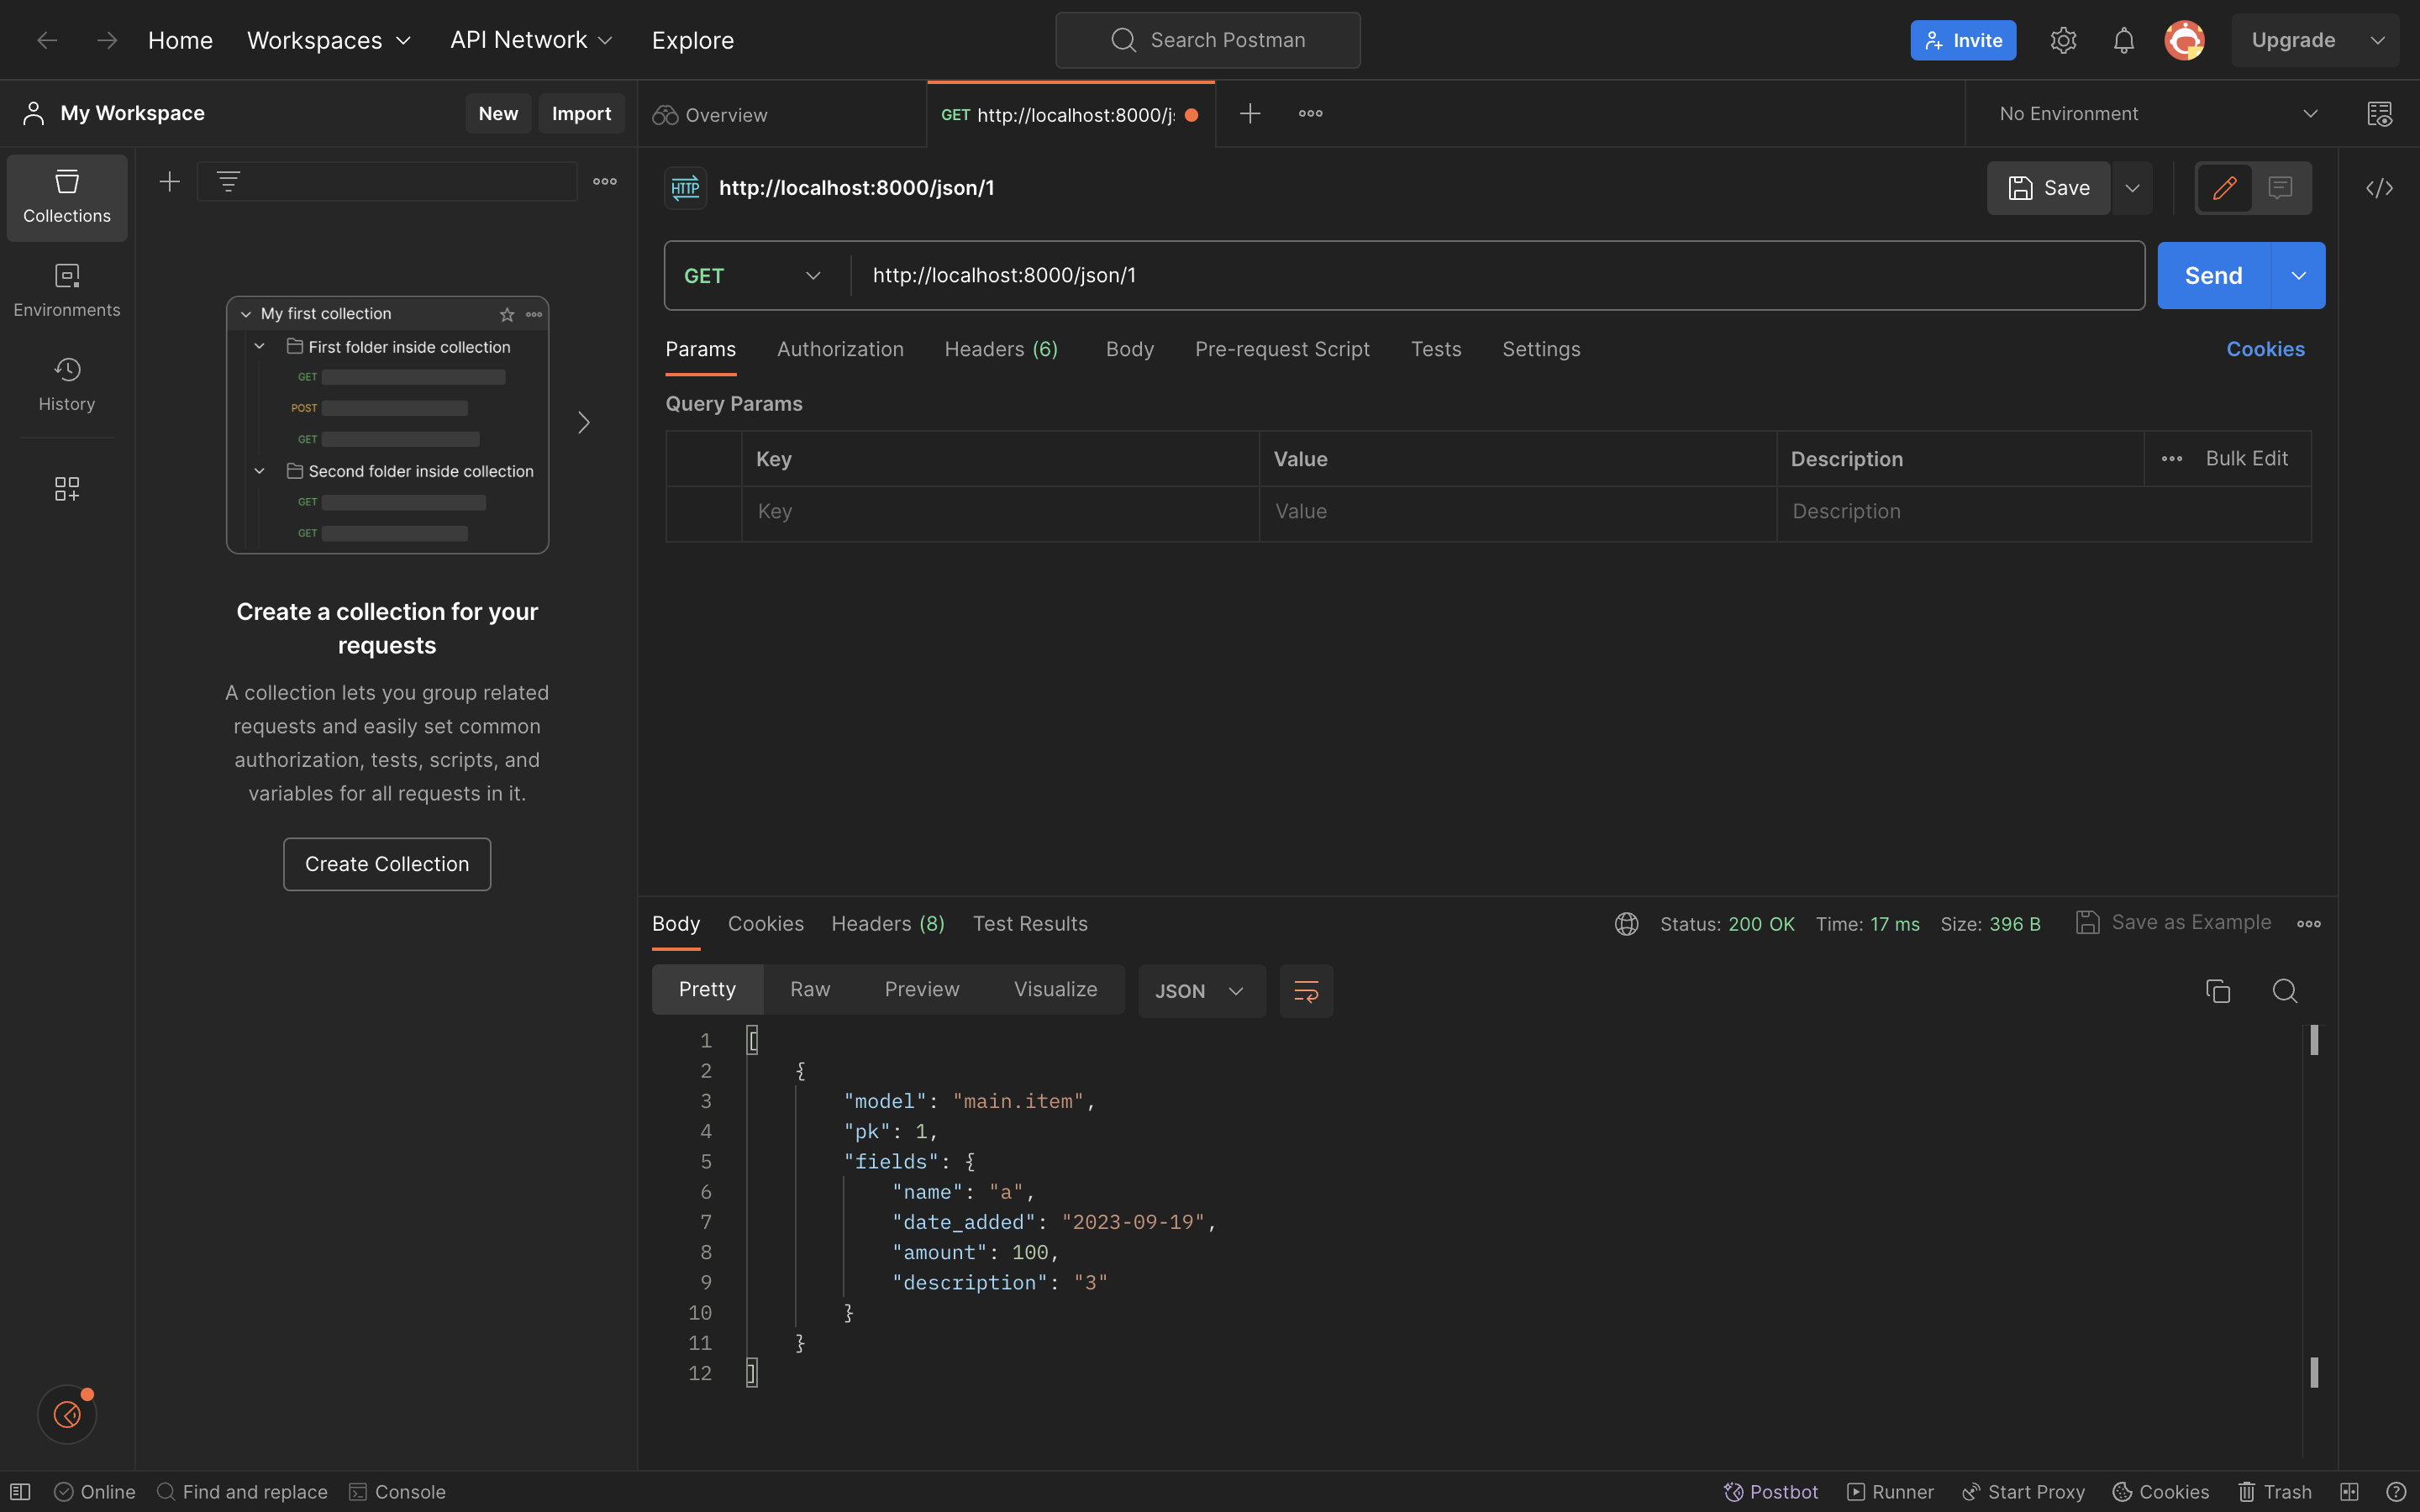 Home Workspaces API Network Explore Search Postman Invite Upgrade
My Workspace New Import Overview GET http://localhost:8000/j No Environment
HTTP http://localhost:8000/json/1 Save
Collections
Environments
History
My first collection
First folder inside collection
GET
POST
GET
Second folder inside collection
GET
GET
Create a collection for your
requests
A collection lets you group related
requests and easily set common
authorization, tests, scripts, and
variables for all requests in it.
Create Collection
GET http://localhost:8000/json/1 Send
Params Authorization Headers (6) Body Pre-request Script Tests Settings Cookies
Query Params
Key Value Description Bulk Edit
Key Value Description
Body Cookies Headers (8) Test Results Status: 200 OK Time: 17 ms Size: 396 B Save as Example
Pretty Raw Preview Visualize JSON
1 [
2 {
3 "model": "main.item",
4 "pk": 1,
5 "fields": {
6 "name": "a",
7 "date_added": "2023-09-19",
8 "amount": 100,
9 "description": "3"
10 }
11 }
12 ]
Online Find and replace Console Postbot Runner Start Proxy Cookies Trash